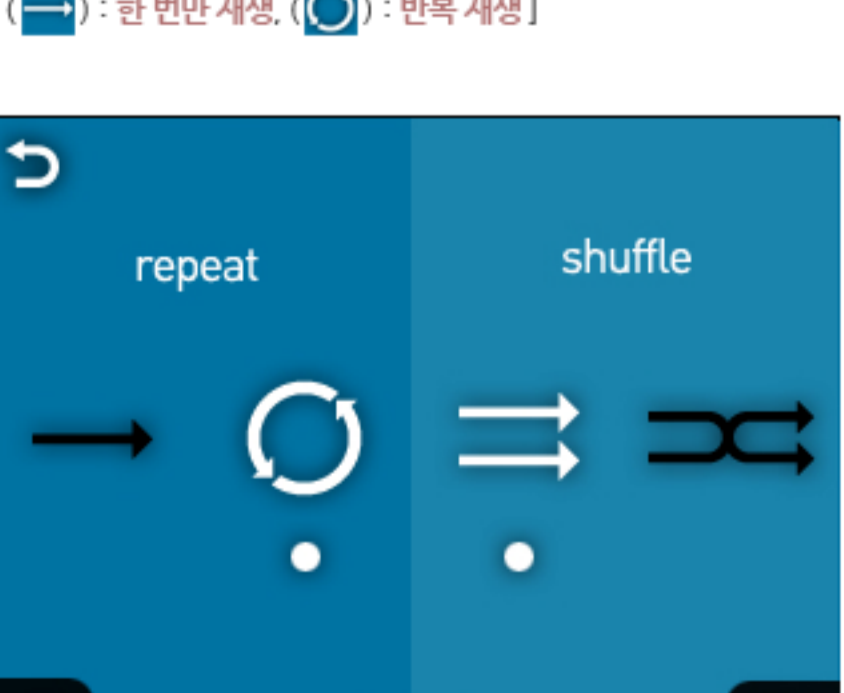 ( ) : 한 번만 재생, ( ) : 반복 재생 ]
repeat
shuffle